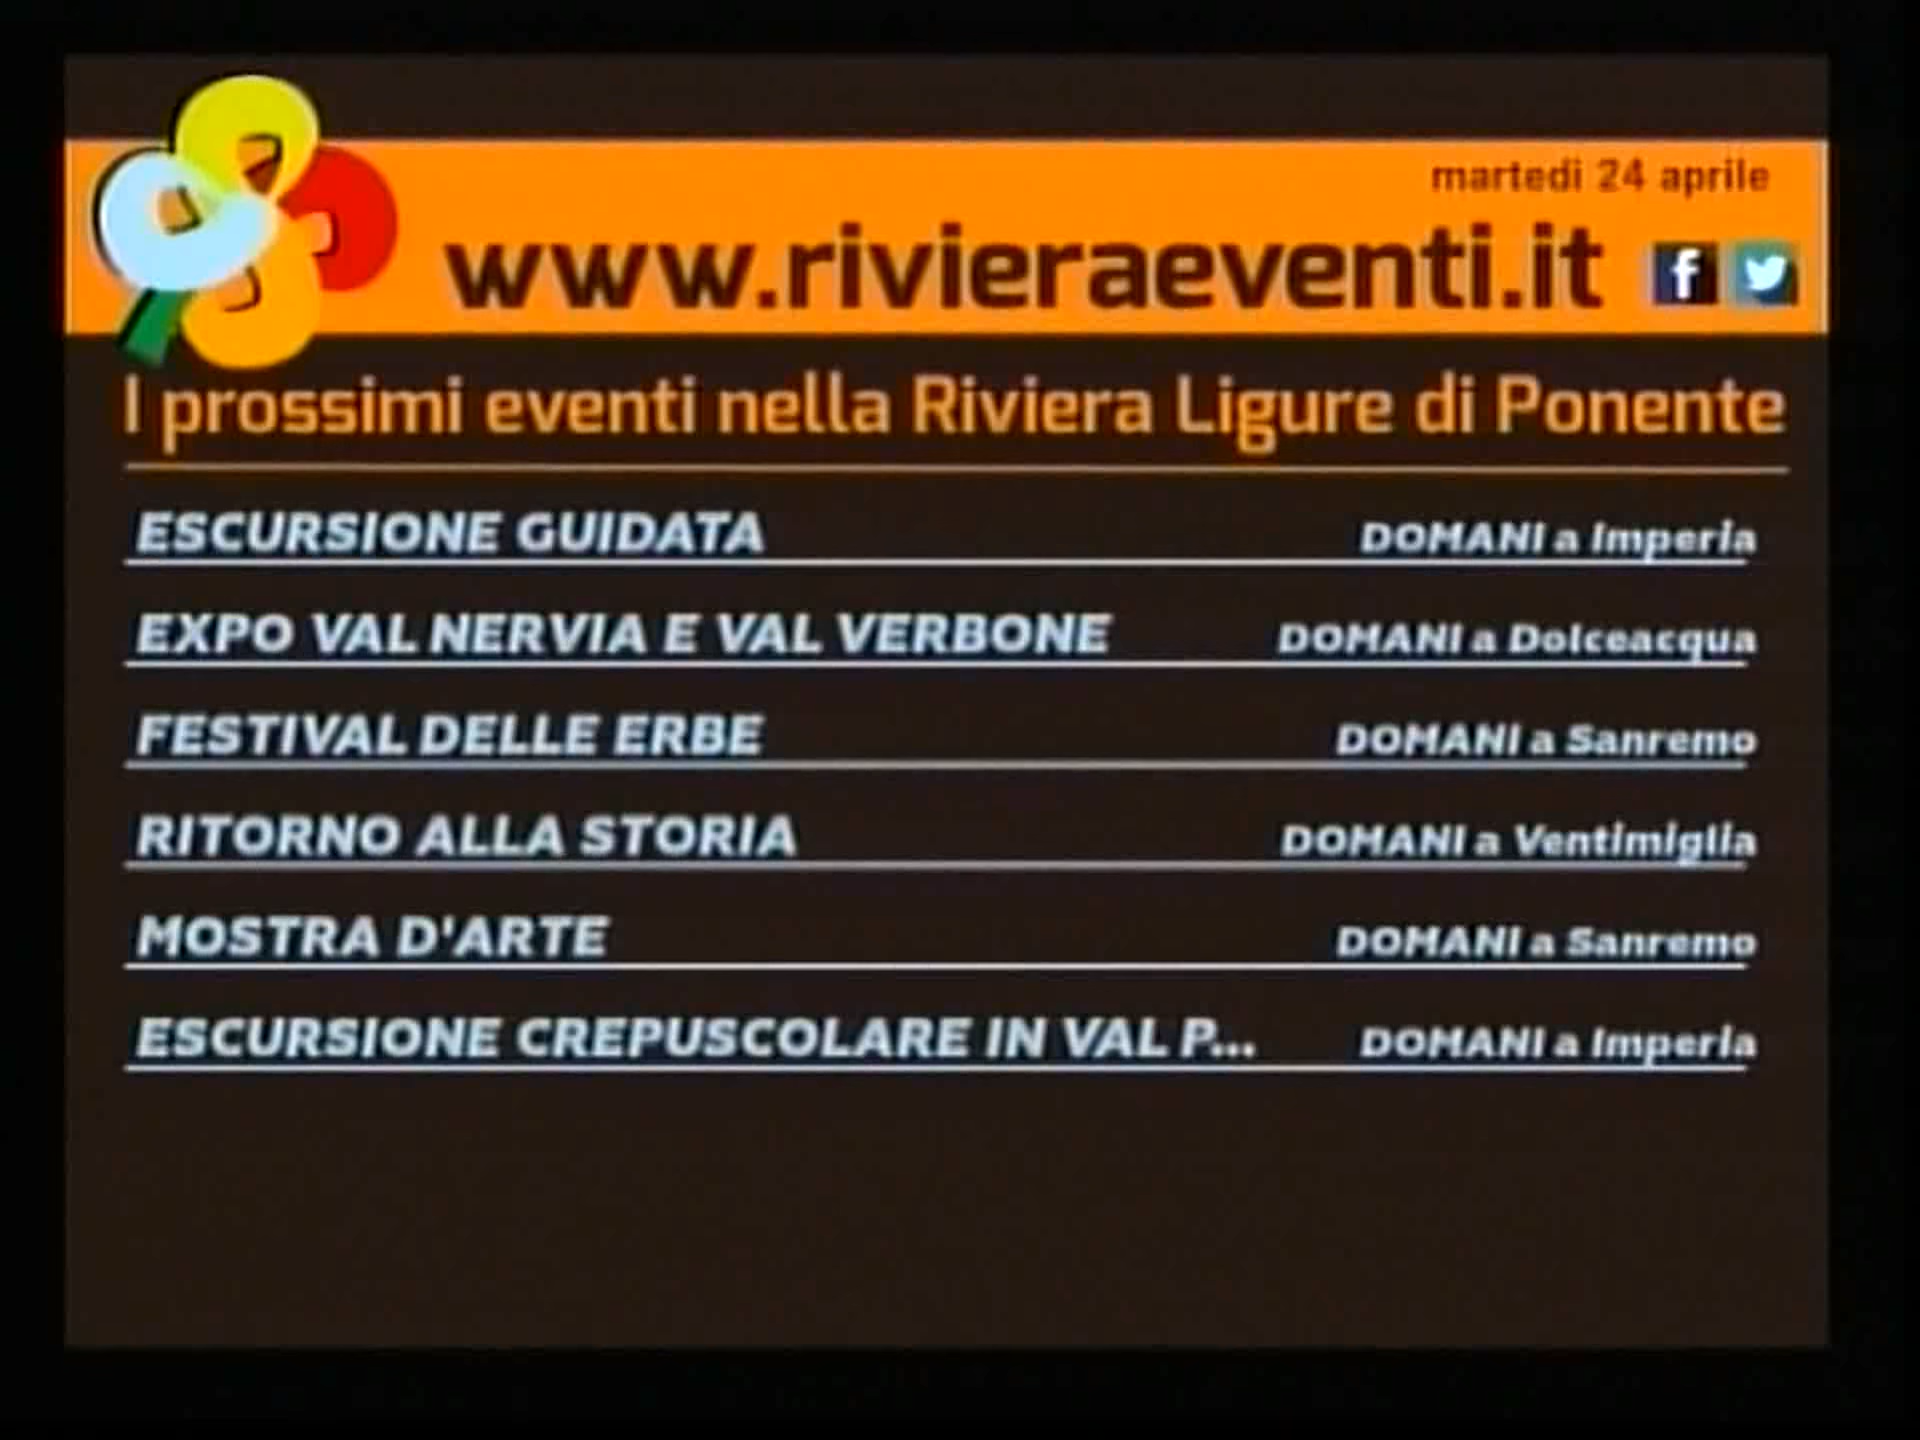 martedì 24 aprile
www.rivieraeventi.it
I prossimi eventi nella Riviera Ligure di Ponente
ESCURSIONE GUIDATA DOMANI a Imperia
EXPO VAL NERVIA E VAL VERBONE DOMANI a Dolceacqua
FESTIVAL DELLE ERBE DOMANI a Sanremo
RITORNO ALLA STORIA DOMANI a Ventimiglia
MOSTRA D'ARTE DOMANI a Sanremo
ESCURSIONE CREPUSCOLARE IN VAL P... DOMANI a Imperia